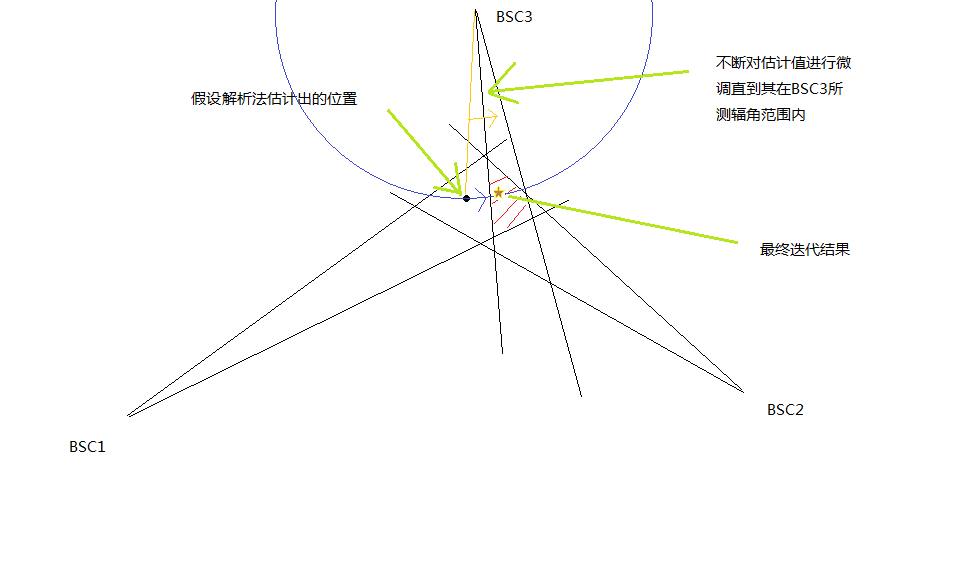 BSC3
不断对估计值进行微
调直到其在BSC3所
测辐角范围内
假设解析法估计出的位置
最终迭代结果
BSC2
BSC1